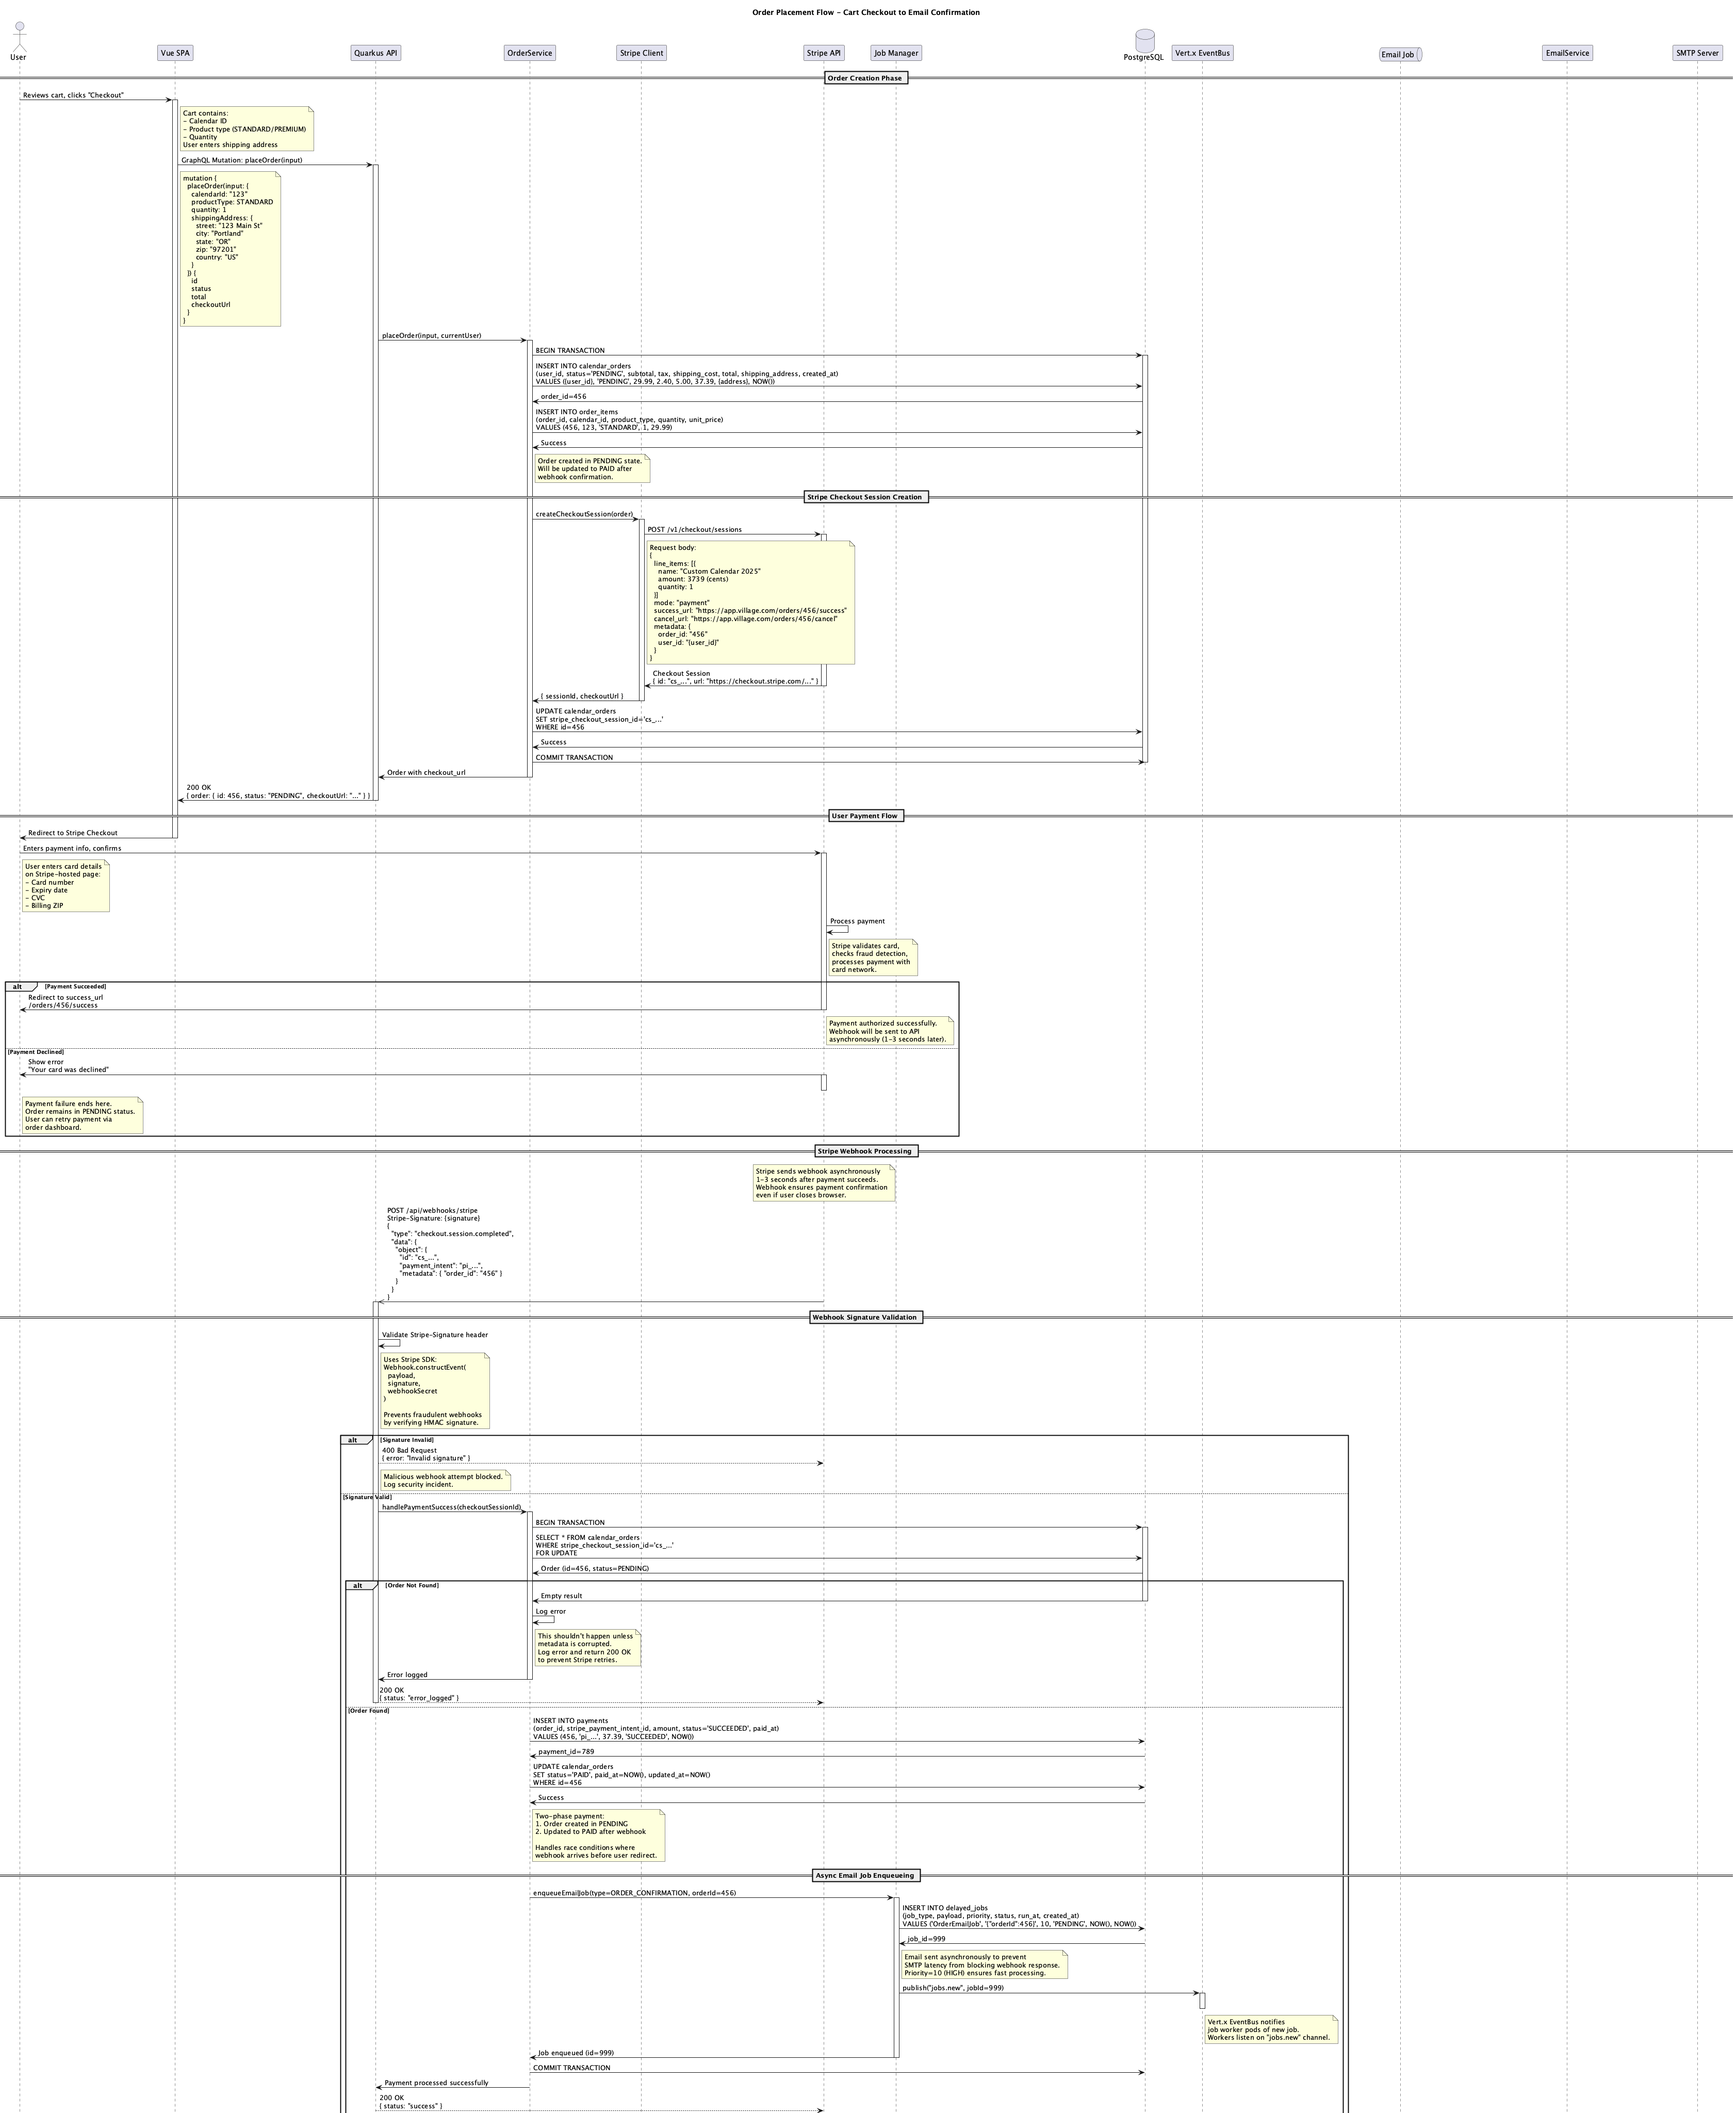 Order Placement Flow - Cart Checkout to Email Confirmation
User
Vue SPA
Quarkus API
OrderService
Stripe Client
Stripe API
Job Manager
PostgreSQL
Vert.x EventBus
Email Job
EmailService
SMTP Server
Order Creation Phase
Reviews cart, clicks "Checkout"
Cart contains:
- Calendar ID
- Product type (STANDARD/PREMIUM)
- Quantity
User enters shipping address
GraphQL Mutation: placeOrder(input)
mutation {
placeOrder(input: {
calendarId: "123"
productType: STANDARD
quantity: 1
shippingAddress: {
street: "123 Main St"
city: "Portland"
state: "OR"
zip: "97201"
country: "US"
}
}) {
id
status
total
checkoutUrl
}
}
placeOrder(input, currentUser)
BEGIN TRANSACTION
INSERT INTO calendar_orders
(user_id, status='PENDING', subtotal, tax, shipping_cost, total, shipping_address, created_at)
VALUES ({user_id}, 'PENDING', 29.99, 2.40, 5.00, 37.39, {address}, NOW())
order_id=456
INSERT INTO order_items
(order_id, calendar_id, product_type, quantity, unit_price)
VALUES (456, 123, 'STANDARD', 1, 29.99)
Success
Order created in PENDING state.
Will be updated to PAID after
webhook confirmation.
Stripe Checkout Session Creation
createCheckoutSession(order)
POST /v1/checkout/sessions
Request body:
{
line_items: [{
name: "Custom Calendar 2025"
amount: 3739 (cents)
quantity: 1
}]
mode: "payment"
success_url: "https://app.village.com/orders/456/success"
cancel_url: "https://app.village.com/orders/456/cancel"
metadata: {
order_id: "456"
user_id: "{user_id}"
}
}
Checkout Session
{ id: "cs_...", url: "https://checkout.stripe.com/..." }
{ sessionId, checkoutUrl }
UPDATE calendar_orders
SET stripe_checkout_session_id='cs_...'
WHERE id=456
Success
COMMIT TRANSACTION
Order with checkout_url
200 OK
{ order: { id: 456, status: "PENDING", checkoutUrl: "..." } }
User Payment Flow
Redirect to Stripe Checkout
Enters payment info, confirms
User enters card details
on Stripe-hosted page:
- Card number
- Expiry date
- CVC
- Billing ZIP
Process payment
Stripe validates card,
checks fraud detection,
processes payment with
card network.
alt [Payment Succeeded]
Redirect to success_url
/orders/456/success
Payment authorized successfully.
Webhook will be sent to API
asynchronously (1-3 seconds later).
[Payment Declined]
Show error
"Your card was declined"
Payment failure ends here.
Order remains in PENDING status.
User can retry payment via
order dashboard.
Stripe Webhook Processing
Stripe sends webhook asynchronously
1-3 seconds after payment succeeds.
Webhook ensures payment confirmation
even if user closes browser.
POST /api/webhooks/stripe
Stripe-Signature: {signature}
{
"type": "checkout.session.completed",
"data": {
"object": {
"id": "cs_...",
"payment_intent": "pi_...",
"metadata": { "order_id": "456" }
}
}
}
Webhook Signature Validation
Validate Stripe-Signature header
Uses Stripe SDK:
Webhook.constructEvent(
payload,
signature,
webhookSecret
)
Prevents fraudulent webhooks
by verifying HMAC signature.
alt [Signature Invalid]
400 Bad Request
{ error: "Invalid signature" }
Malicious webhook attempt blocked.
Log security incident.
[Signature Valid]
handlePaymentSuccess(checkoutSessionId)
BEGIN TRANSACTION
SELECT * FROM calendar_orders
WHERE stripe_checkout_session_id='cs_...'
FOR UPDATE
Order (id=456, status=PENDING)
alt [Order Not Found]
Empty result
Log error
This shouldn't happen unless
metadata is corrupted.
Log error and return 200 OK
to prevent Stripe retries.
Error logged
200 OK
{ status: "error_logged" }
[Order Found]
INSERT INTO payments
(order_id, stripe_payment_intent_id, amount, status='SUCCEEDED', paid_at)
VALUES (456, 'pi_...', 37.39, 'SUCCEEDED', NOW())
payment_id=789
UPDATE calendar_orders
SET status='PAID', paid_at=NOW(), updated_at=NOW()
WHERE id=456
Success
Two-phase payment:
1. Order created in PENDING
2. Updated to PAID after webhook
Handles race conditions where
webhook arrives before user redirect.
Async Email Job Enqueueing
enqueueEmailJob(type=ORDER_CONFIRMATION, orderId=456)
INSERT INTO delayed_jobs
(job_type, payload, priority, status, run_at, created_at)
VALUES ('OrderEmailJob', '{"orderId":456}', 10, 'PENDING', NOW(), NOW())
job_id=999
Email sent asynchronously to prevent
SMTP latency from blocking webhook response.
Priority=10 (HIGH) ensures fast processing.
publish("jobs.new", jobId=999)
Vert.x EventBus notifies
job worker pods of new job.
Workers listen on "jobs.new" channel.
Job enqueued (id=999)
COMMIT TRANSACTION
Payment processed successfully
200 OK
{ status: "success" }